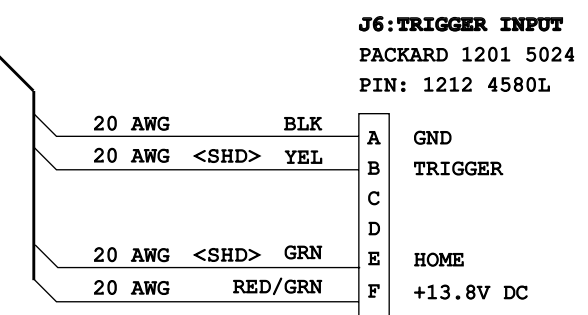 J6:TRIGGER INPUT
PACKARD 1201 5024
PIN: 1212 4580L
20 AWG BLK A GND
20 AWG <SHD> YEL B TRIGGER
C
D
20 AWG <SHD> GRN E HOME
20 AWG RED/GRN F +13.8V DC